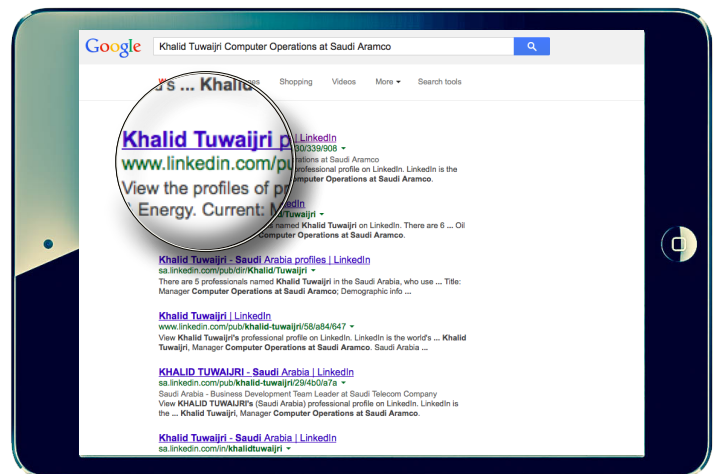 Google
Khalid Tuwaijri Computer Operations at Saudi Aramco
Shopping Videos More Search tools
's ... Khalid
Khalid Tuwaijri p | LinkedIn
www.linkedin.com/pu 30/339/908
rations at Saudi Aramco
View the profiles of pr professional profile on LinkedIn. LinkedIn is the
omputer Operations at Saudi Aramco.
& Energy. Current: M edIn
/Tuwaijri
s named Khalid Tuwaijri on LinkedIn. There are 6 ... Oil
Computer Operations at Saudi Aramco.
Khalid Tuwaijri - Saudi Arabia profiles | LinkedIn
sa.linkedin.com/pub/dir/Khalid/Tuwaijri
There are 5 professionals named Khalid Tuwaijri in the Saudi Arabia, who use ... Title:
Manager Computer Operations at Saudi Aramco; Demographic info ...
Khalid Tuwaijri | LinkedIn
www.linkedin.com/pub/khalid-tuwaijri/58/a84/647
View Khalid Tuwaijri's professional profile on LinkedIn. LinkedIn is the world's ... Khalid
Tuwaijri, Manager Computer Operations at Saudi Aramco. Saudi Arabia ...
KHALID TUWAIJRI - Saudi Arabia | LinkedIn
sa.linkedin.com/pub/khalid-tuwaijri/29/4b0/a7a
Saudi Arabia - Business Development Team Leader at Saudi Telecom Company
View KHALID TUWAIJRI's (Saudi Arabia) professional profile on LinkedIn. LinkedIn is
the ... Khalid Tuwaijri, Manager Computer Operations at Saudi Aramco.
Khalid Tuwaijri - Saudi Arabia | LinkedIn
sa.linkedin.com/in/khalidtuwaijri